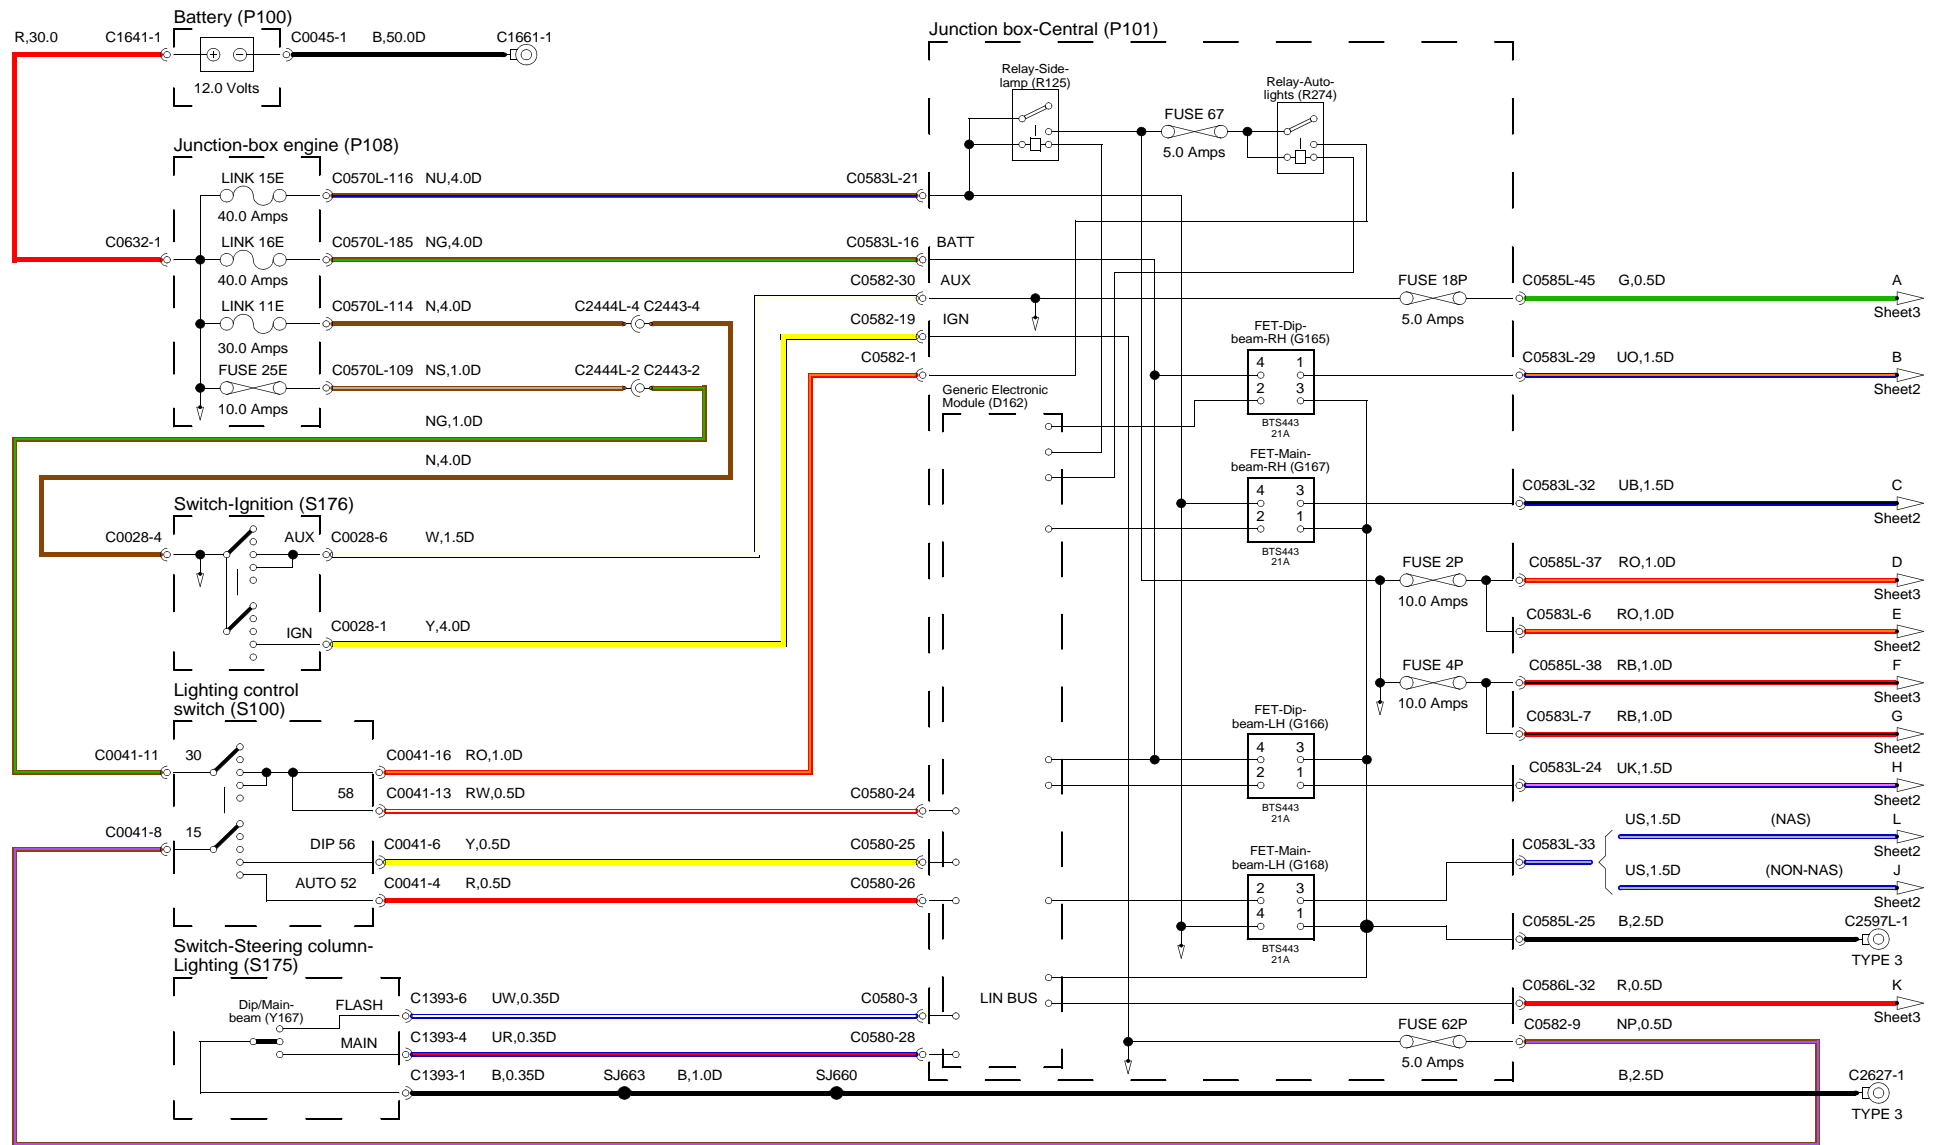 Battery (P100)
R,30.0
C1641-1
C0045-1
B,50.0D
C1661-1
12.0 Volts
Junction box-Central (P101)
Relay-Side-
lamp (R125)
Relay-Auto-
lights (R274)
FUSE 67
5.0 Amps
Junction-box engine (P108)
LINK 15E
C0570L-116
NU,4.0D
C0583L-21
40.0 Amps
C0632-1
LINK 16E
C0570L-185
NG,4.0D
C0583L-16
BATT
40.0 Amps
C0582-30
AUX
FUSE 18P
5.0 Amps
C0585L-45
G,0.5D
A
Sheet3
LINK 11E
C0570L-114
N,4.0D
C2444L-4
C2443-4
C0582-19
IGN
30.0 Amps
FET-Dip-
beam-RH (G165)
4 1
2 3
BTS443
21A
C0583L-29
UO,1.5D
B
Sheet2
C0582-1
FUSE 25E
C0570L-109
NS,1.0D
C2444L-2
C2443-2
10.0 Amps
Generic Electronic
Module (D162)
NG,1.0D
N,4.0D
FET-Main-
beam-RH (G167)
4 3
2 1
BTS443
21A
C0583L-32
UB,1.5D
C
Sheet2
Switch-Ignition (S176)
C0028-4
AUX
C0028-6
W,1.5D
IGN
C0028-1
Y,4.0D
FUSE 2P
10.0 Amps
C0585L-37
RO,1.0D
D
Sheet3
C0583L-6
RO,1.0D
E
Sheet2
FUSE 4P
10.0 Amps
C0585L-38
RB,1.0D
F
Sheet3
C0583L-7
RB,1.0D
G
Sheet2
Lighting control
switch (S100)
C0041-11
30
C0041-16
RO,1.0D
58
C0041-13
RW,0.5D
C0580-24
FET-Dip-
beam-LH (G166)
4 3
2 1
BTS443
21A
C0583L-24
UK,1.5D
H
Sheet2
C0041-8
15
DIP 56
C0041-6
Y,0.5D
C0580-25
AUTO 52
C0041-4
R,0.5D
C0580-26
FET-Main-
beam-LH (G168)
2 3
4 1
BTS443
21A
C0583L-33
US,1.5D
(NAS)
L
Sheet2
US,1.5D
(NON-NAS)
J
Sheet2
C0585L-25
B,2.5D
C2597L-1
TYPE 3
Switch-Steering column-
Lighting (S175)
Dip/Main-
beam (Y167)
FLASH
C1393-6
UW,0.35D
C0580-3
MAIN
C1393-4
UR,0.35D
C0580-28
C1393-1
B,0.35D
SJ663
B,1.0D
SJ660
LIN BUS
C0586L-32
R,0.5D
K
Sheet3
FUSE 62P
5.0 Amps
C0582-9
NP,0.5D
B,2.5D
C2627-1
TYPE 3